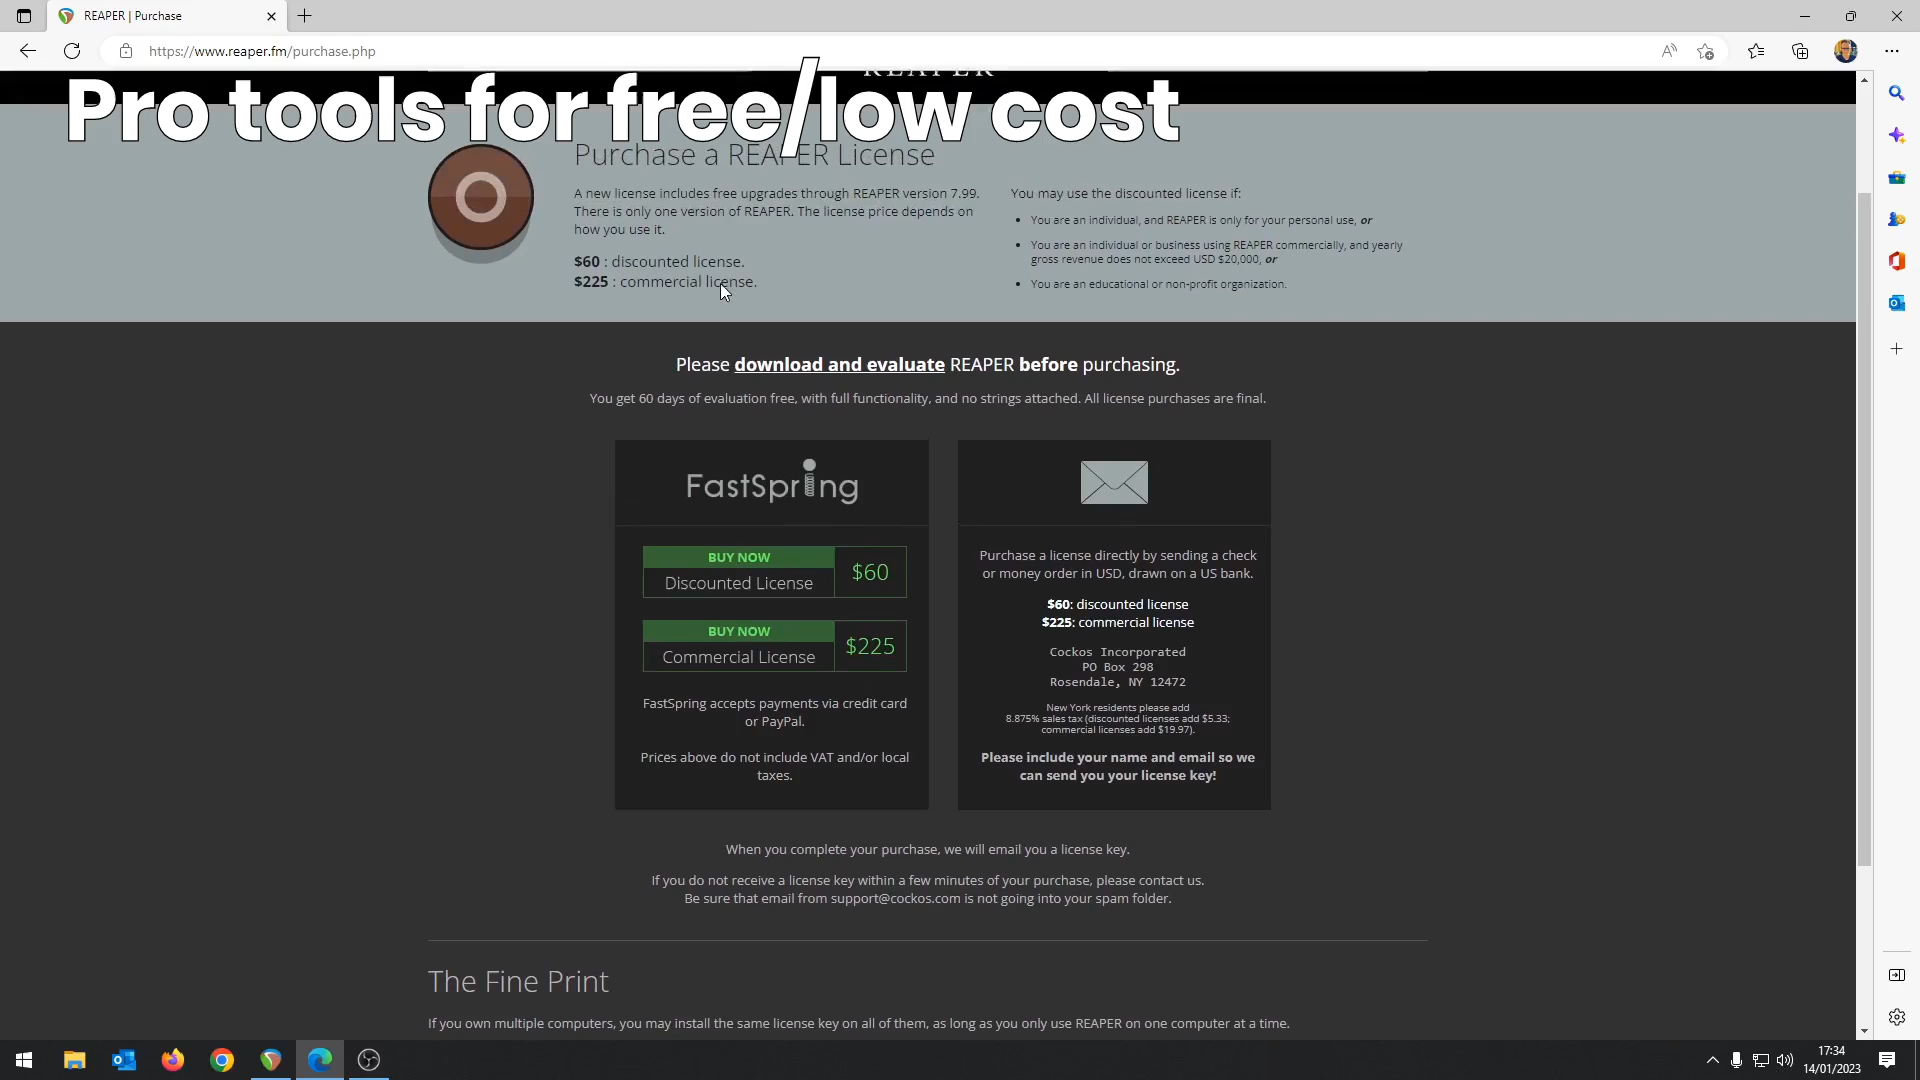 REAPER | Purchase
https://www.reaper.fm/purchase.php
REAPER
Pro tools for free/low cost
Purchase a REAPER License
A new license includes free upgrades through REAPER version 7.99.
There is only one version of REAPER. The license price depends on
how you use it.
$60 : discounted license.
$225 : commercial license.
You may use the discounted license if:
You are an individual, and REAPER is only for your personal use, or
You are an individual or business using REAPER commercially, and yearly
gross revenue does not exceed USD $20,000, or
You are an educational or non-profit organization.
Please download and evaluate REAPER before purchasing.
You get 60 days of evaluation free, with full functionality, and no strings attached. All license purchases are final.
FastSpring
BUY NOW
Discounted License
$60
BUY NOW
Commercial License
$225
FastSpring accepts payments via credit card
or PayPal.
Prices above do not include VAT and/or local
taxes.
Purchase a license directly by sending a check
or money order in USD, drawn on a US bank.
$60: discounted license
$225: commercial license
Cockos Incorporated
PO Box 298
Rosendale, NY 12472
New York residents please add
8.875% sales tax (discounted licenses add $5.33;
commercial licenses add $19.97).
Please include your name and email so we
can send you your license key!
When you complete your purchase, we will email you a license key.
If you do not receive a license key within a few minutes of your purchase, please contact us.
Be sure that email from support@cockos.com is not going into your spam folder.
The Fine Print
If you own multiple computers, you may install the same license key on all of them, as long as you only use REAPER on one computer at a time.
17:34
14/01/2023